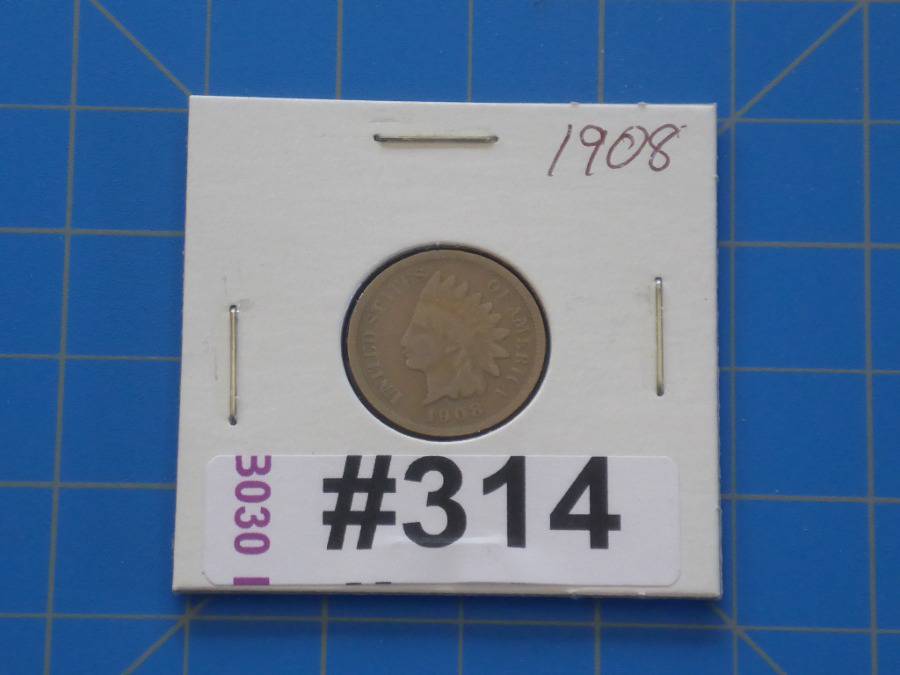 1908
UNITED STATES OF AMERICA
1908
#314
3030